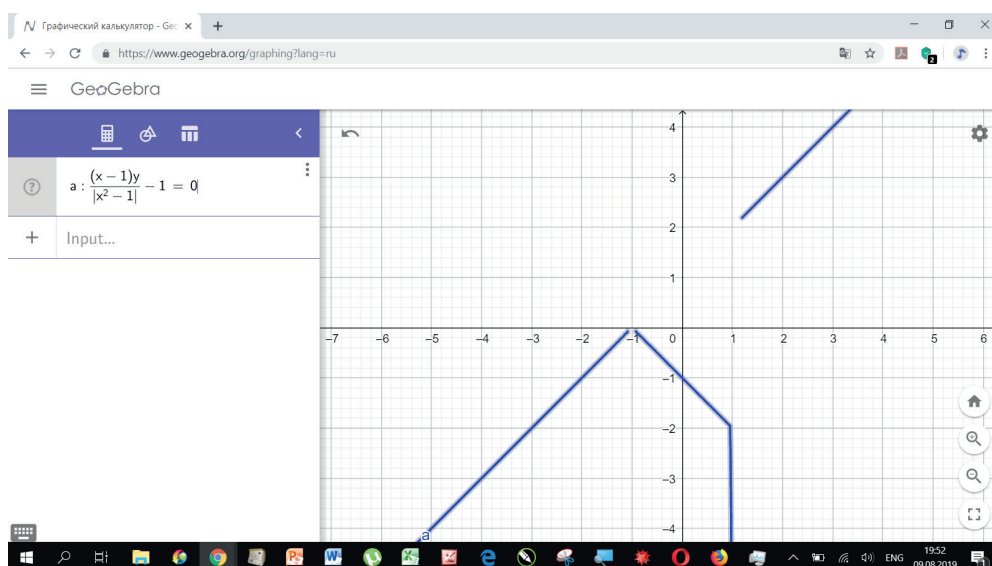 Графический калькулятор - Geo
https://www.geogebra.org/graphing?lang=ru
2
GeoGebra
a : (x − 1)y / |x² − 1| − 1 = 0
Input...
4
3
2
1
−7 −6 −5 −4 −3 −2 −1 0 1 2 3 4 5 6
−1
−2
−3
−4
a
ENG
19:52
09.08.2019